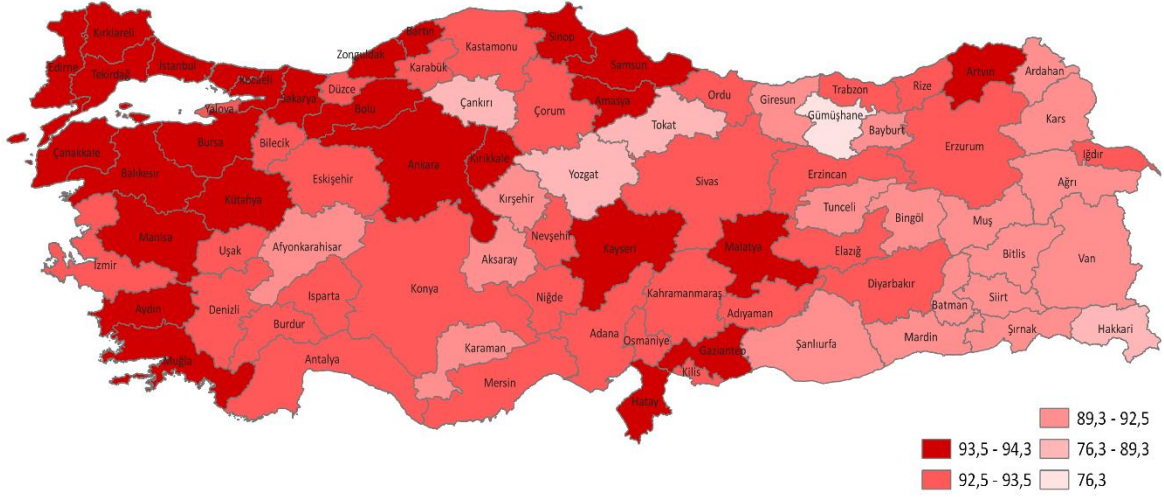 Kırklareli
Edirne
Tekirdağ
İstanbul
Kocaeli
Yalova
Sakarya
Düzce
Zonguldak
Bartın
Karabük
Kastamonu
Sinop
Samsun
Bolu
Çankırı
Çorum
Amasya
Tokat
Ordu
Giresun
Gümüşhane
Trabzon
Rize
Bayburt
Artvin
Ardahan
Kars
Iğdır
Erzurum
Ağrı
Çanakkale
Balıkesir
Bursa
Bilecik
Eskişehir
Kütahya
Ankara
Kırıkkale
Yozgat
Sivas
Erzincan
Tunceli
Bingöl
Muş
Manisa
İzmir
Uşak
Afyonkarahisar
Kırşehir
Nevşehir
Aksaray
Kayseri
Malatya
Elazığ
Bitlis
Van
Aydın
Denizli
Isparta
Burdur
Konya
Niğde
Kahramanmaraş
Adıyaman
Diyarbakır
Batman
Siirt
Şırnak
Hakkari
Muğla
Antalya
Karaman
Mersin
Adana
Osmaniye
Gaziantep
Kilis
Hatay
Şanlıurfa
Mardin
93,5 - 94,3
92,5 - 93,5
89,3 - 92,5
76,3 - 89,3
76,3